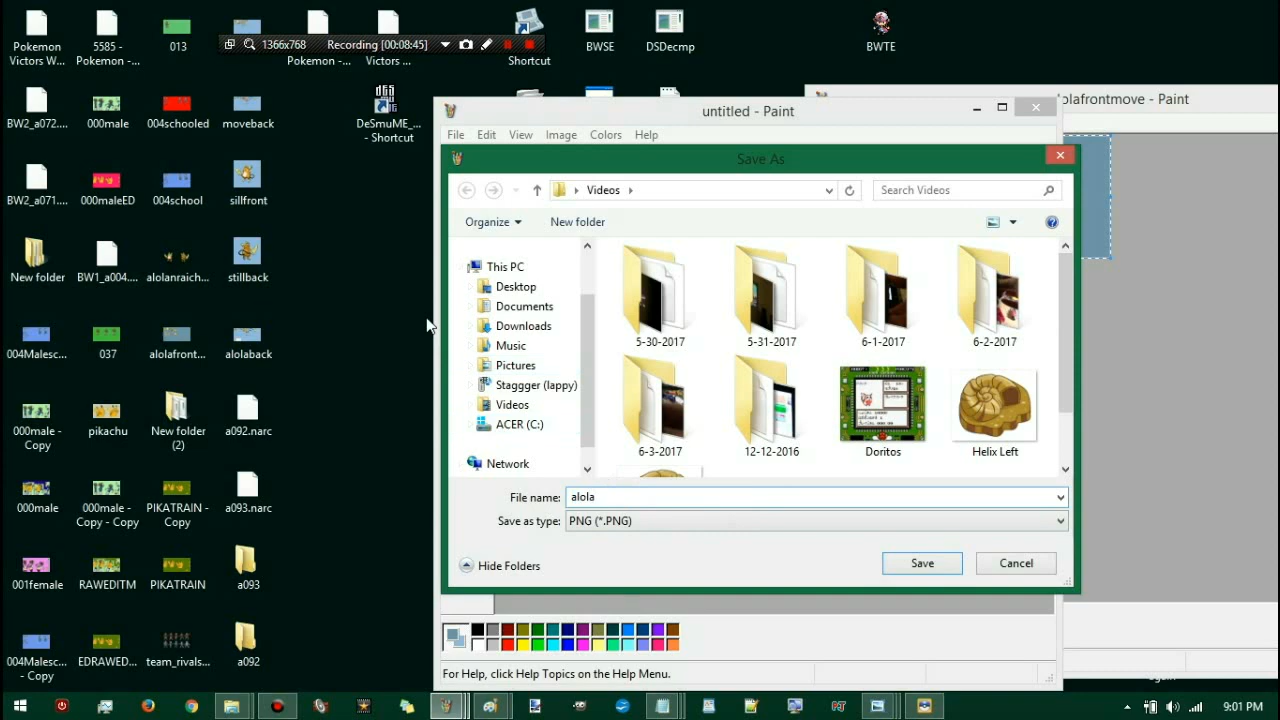 Pokemon Victors W...
5585 - Pokemon -...
013
1366x768
Recording [00:08:45]
Pokemon -...
Victors ...
Shortcut
BWSE
DSDecmp
BWTE
BW2_a072....
000male
004schooled
moveback
DeSmuME_... - Shortcut
untitled - Paint
olafrontmove - Paint
File
Edit
View
Image
Colors
Help
Save As
BW2_a071....
000maleED
004school
sillfront
Videos
Search Videos
Organize
New folder
New folder
BW1_a004....
alolanraich...
stillback
This PC
Desktop
Documents
Downloads
Music
Pictures
Staggger (lappy)
Videos
ACER (C:)
Network
5-30-2017
5-31-2017
6-1-2017
6-2-2017
6-3-2017
12-12-2016
Doritos
Helix Left
004Malesc...
037
alolafront...
alolaback
000male - Copy
pikachu
New folder (2)
a092.narc
File name:
alola
Save as type:
PNG (*.PNG)
000male
000male - Copy - Copy
PIKATRAIN - Copy
a093.narc
Hide Folders
Save
Cancel
001female
RAWEDITM
PIKATRAIN
a093
004Malesc... - Copy
EDRAWED...
team_rivals...
a092
For Help, click Help Topics on the Help Menu.
9:01 PM